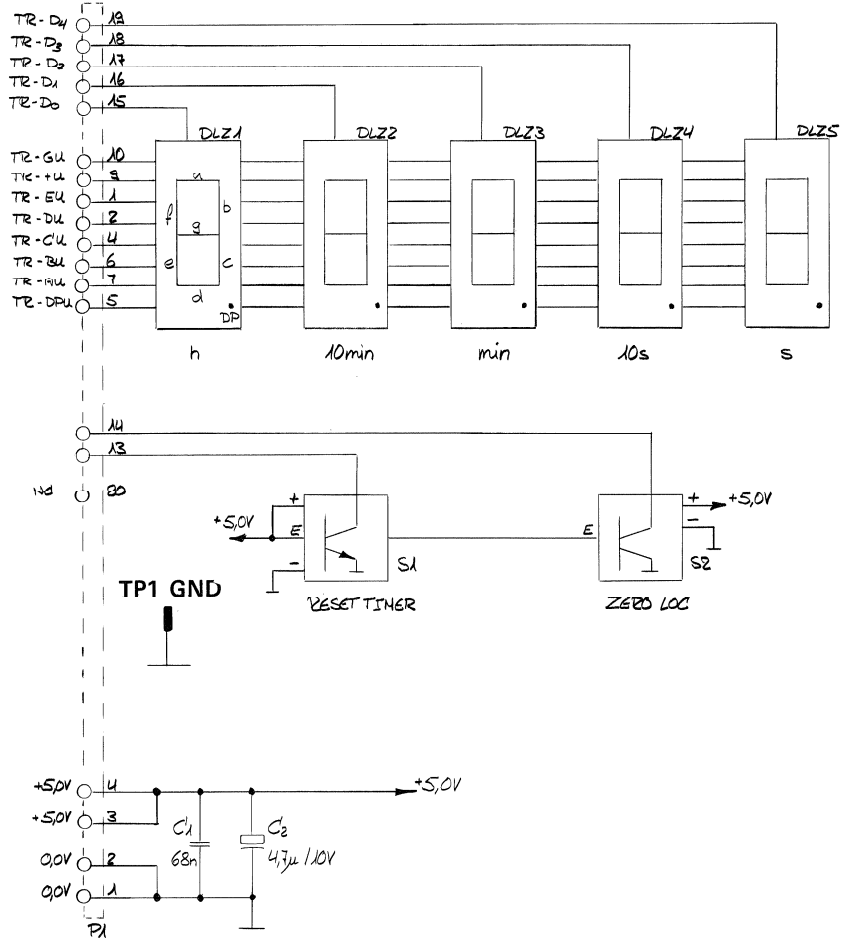 TR-D4 19
TR-D3 18
TR-D2 17
TR-D1 16
TR-D0 15
DLZ1 DLZ2 DLZ3 DLZ4 DLZ5
TR-GU 10
9
TR-EU 1
TR-DU 2
TR-CU 4
TR-BU 6
7
TR-DPU 5
a
f b
g
e c
d
DP
h 10min min 10s s
14
13
20
+ +
+5,0V
+5,0V E E
- -
S1 S2
TP1 GND
RESET TIMER ZERO LOC
+5,0V 4 +5,0V
+5,0V 3
C1 C2
68n 4,7µ/10V
0,0V 2
0,0V 1
P1